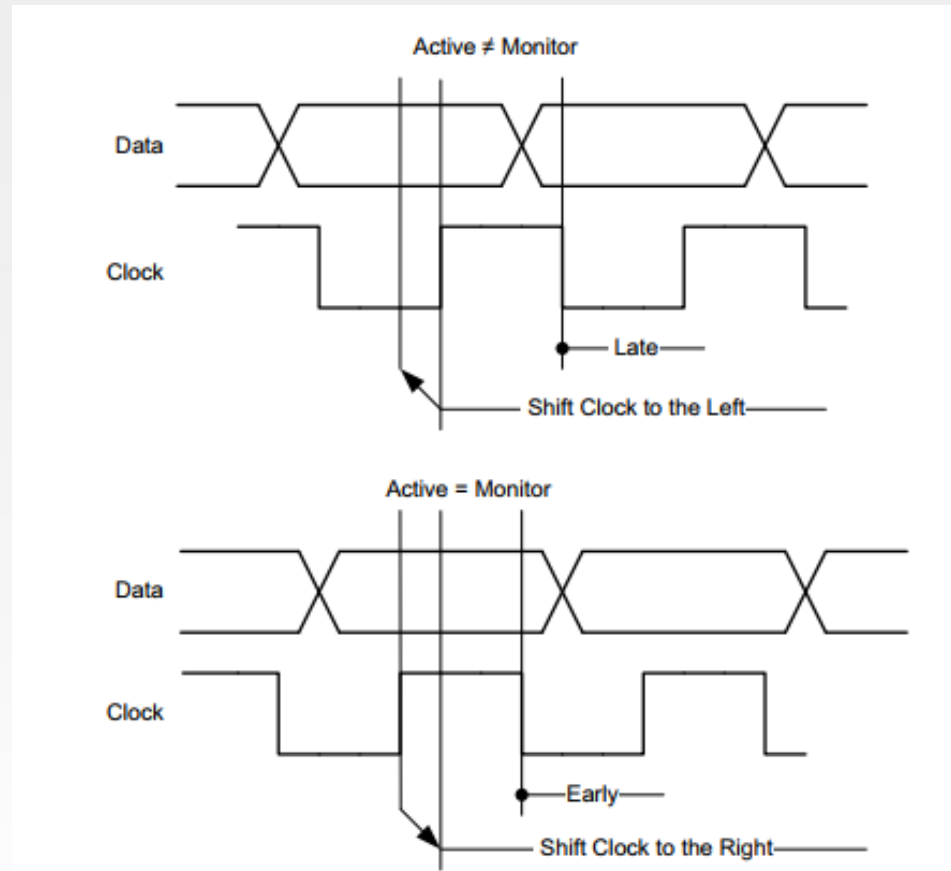 Active ≠ Monitor
Data
Clock
Late
Shift Clock to the Left
Active = Monitor
Data
Clock
Early
Shift Clock to the Right